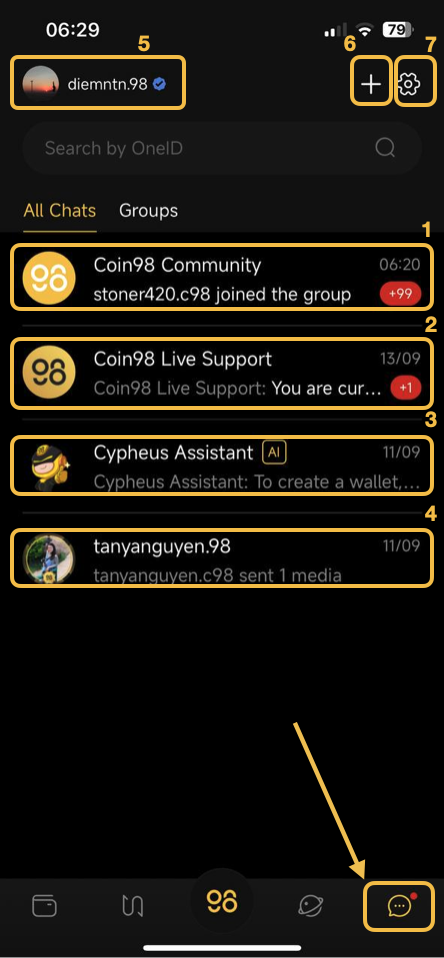 06:29
79
5
6
7
diemntn.98
Search by OneID
All Chats Groups
1
Coin98 Community 06:20
stoner420.c98 joined the group +99
2
Coin98 Live Support 13/09
Coin98 Live Support: You are cur... +1
3
Cypheus Assistant AI 11/09
Cypheus Assistant: To create a wallet,...
4
tanyanguyen.98 11/09
tanyanguyen.c98 sent 1 media